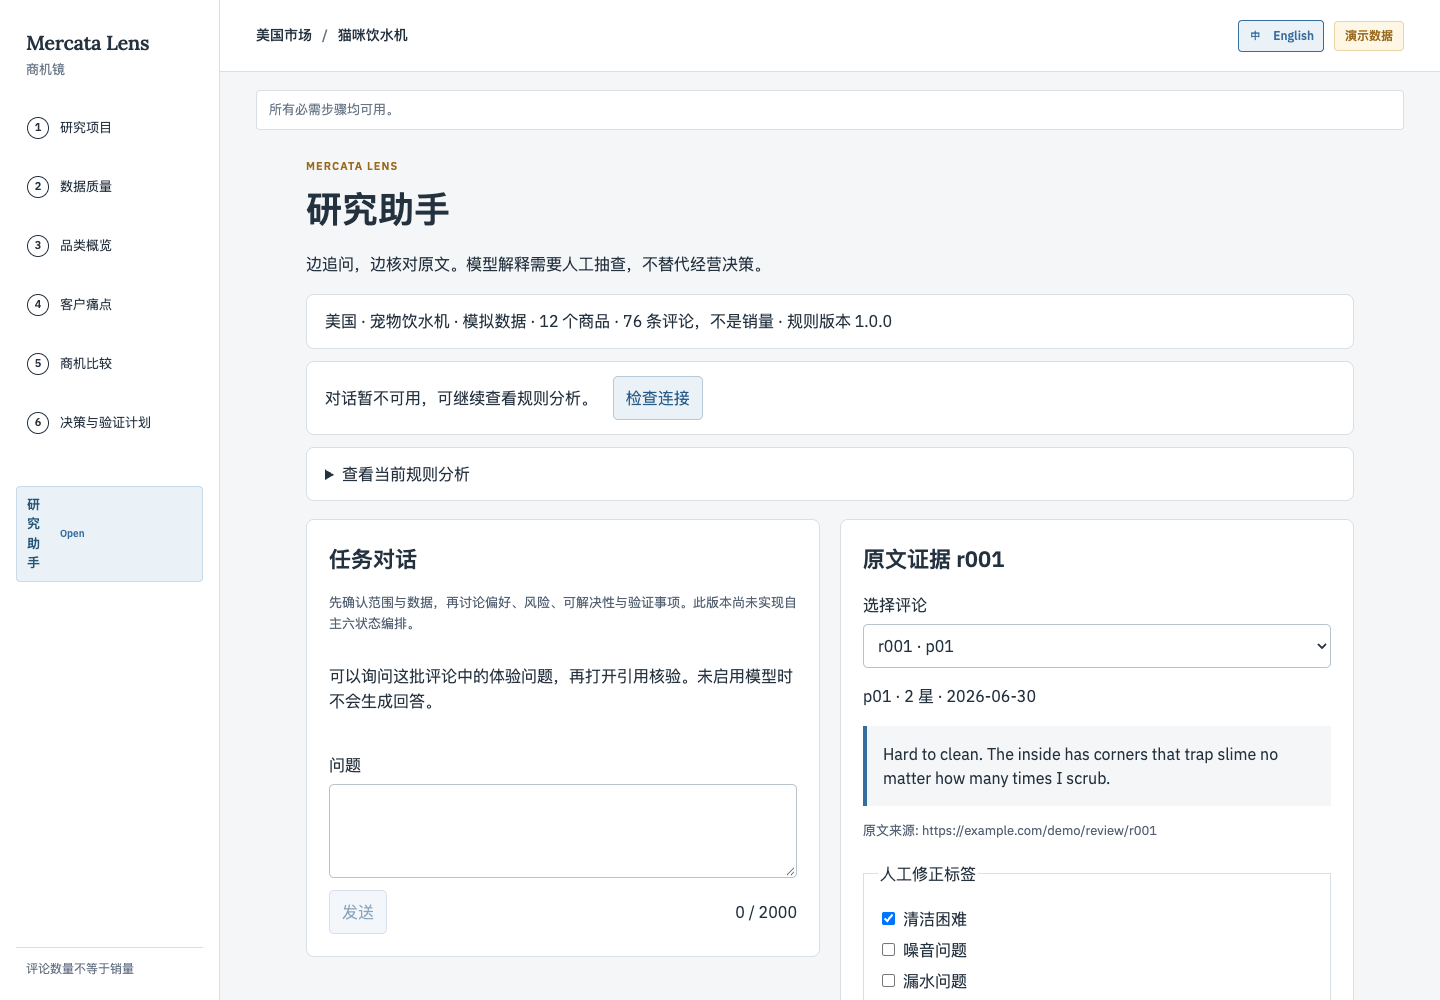 Mercata Lens
商机镜
1 研究项目
2 数据质量
3 品类概览
4 客户痛点
5 商机比较
6 决策与验证计划
研究助手 Open
评论数量不等于销量
美国市场 / 猫咪饮水机
中 English
演示数据
所有必需步骤均可用。
MERCATA LENS
研究助手
边追问，边核对原文。模型解释需要人工抽查，不替代经营决策。
美国 · 宠物饮水机 · 模拟数据 · 12 个商品 · 76 条评论，不是销量 · 规则版本 1.0.0
对话暂不可用，可继续查看规则分析。 检查连接
查看当前规则分析
任务对话
先确认范围与数据，再讨论偏好、风险、可解决性与验证事项。此版本尚未实现自
主六状态编排。
可以询问这批评论中的体验问题，再打开引用核验。未启用模型时
不会生成回答。
问题
发送
0 / 2000
原文证据 r001
选择评论
r001 · p01
p01 · 2 星 · 2026-06-30
Hard to clean. The inside has corners that trap slime no
matter how many times I scrub.
原文来源: https://example.com/demo/review/r001
人工修正标签
清洁困难
噪音问题
漏水问题